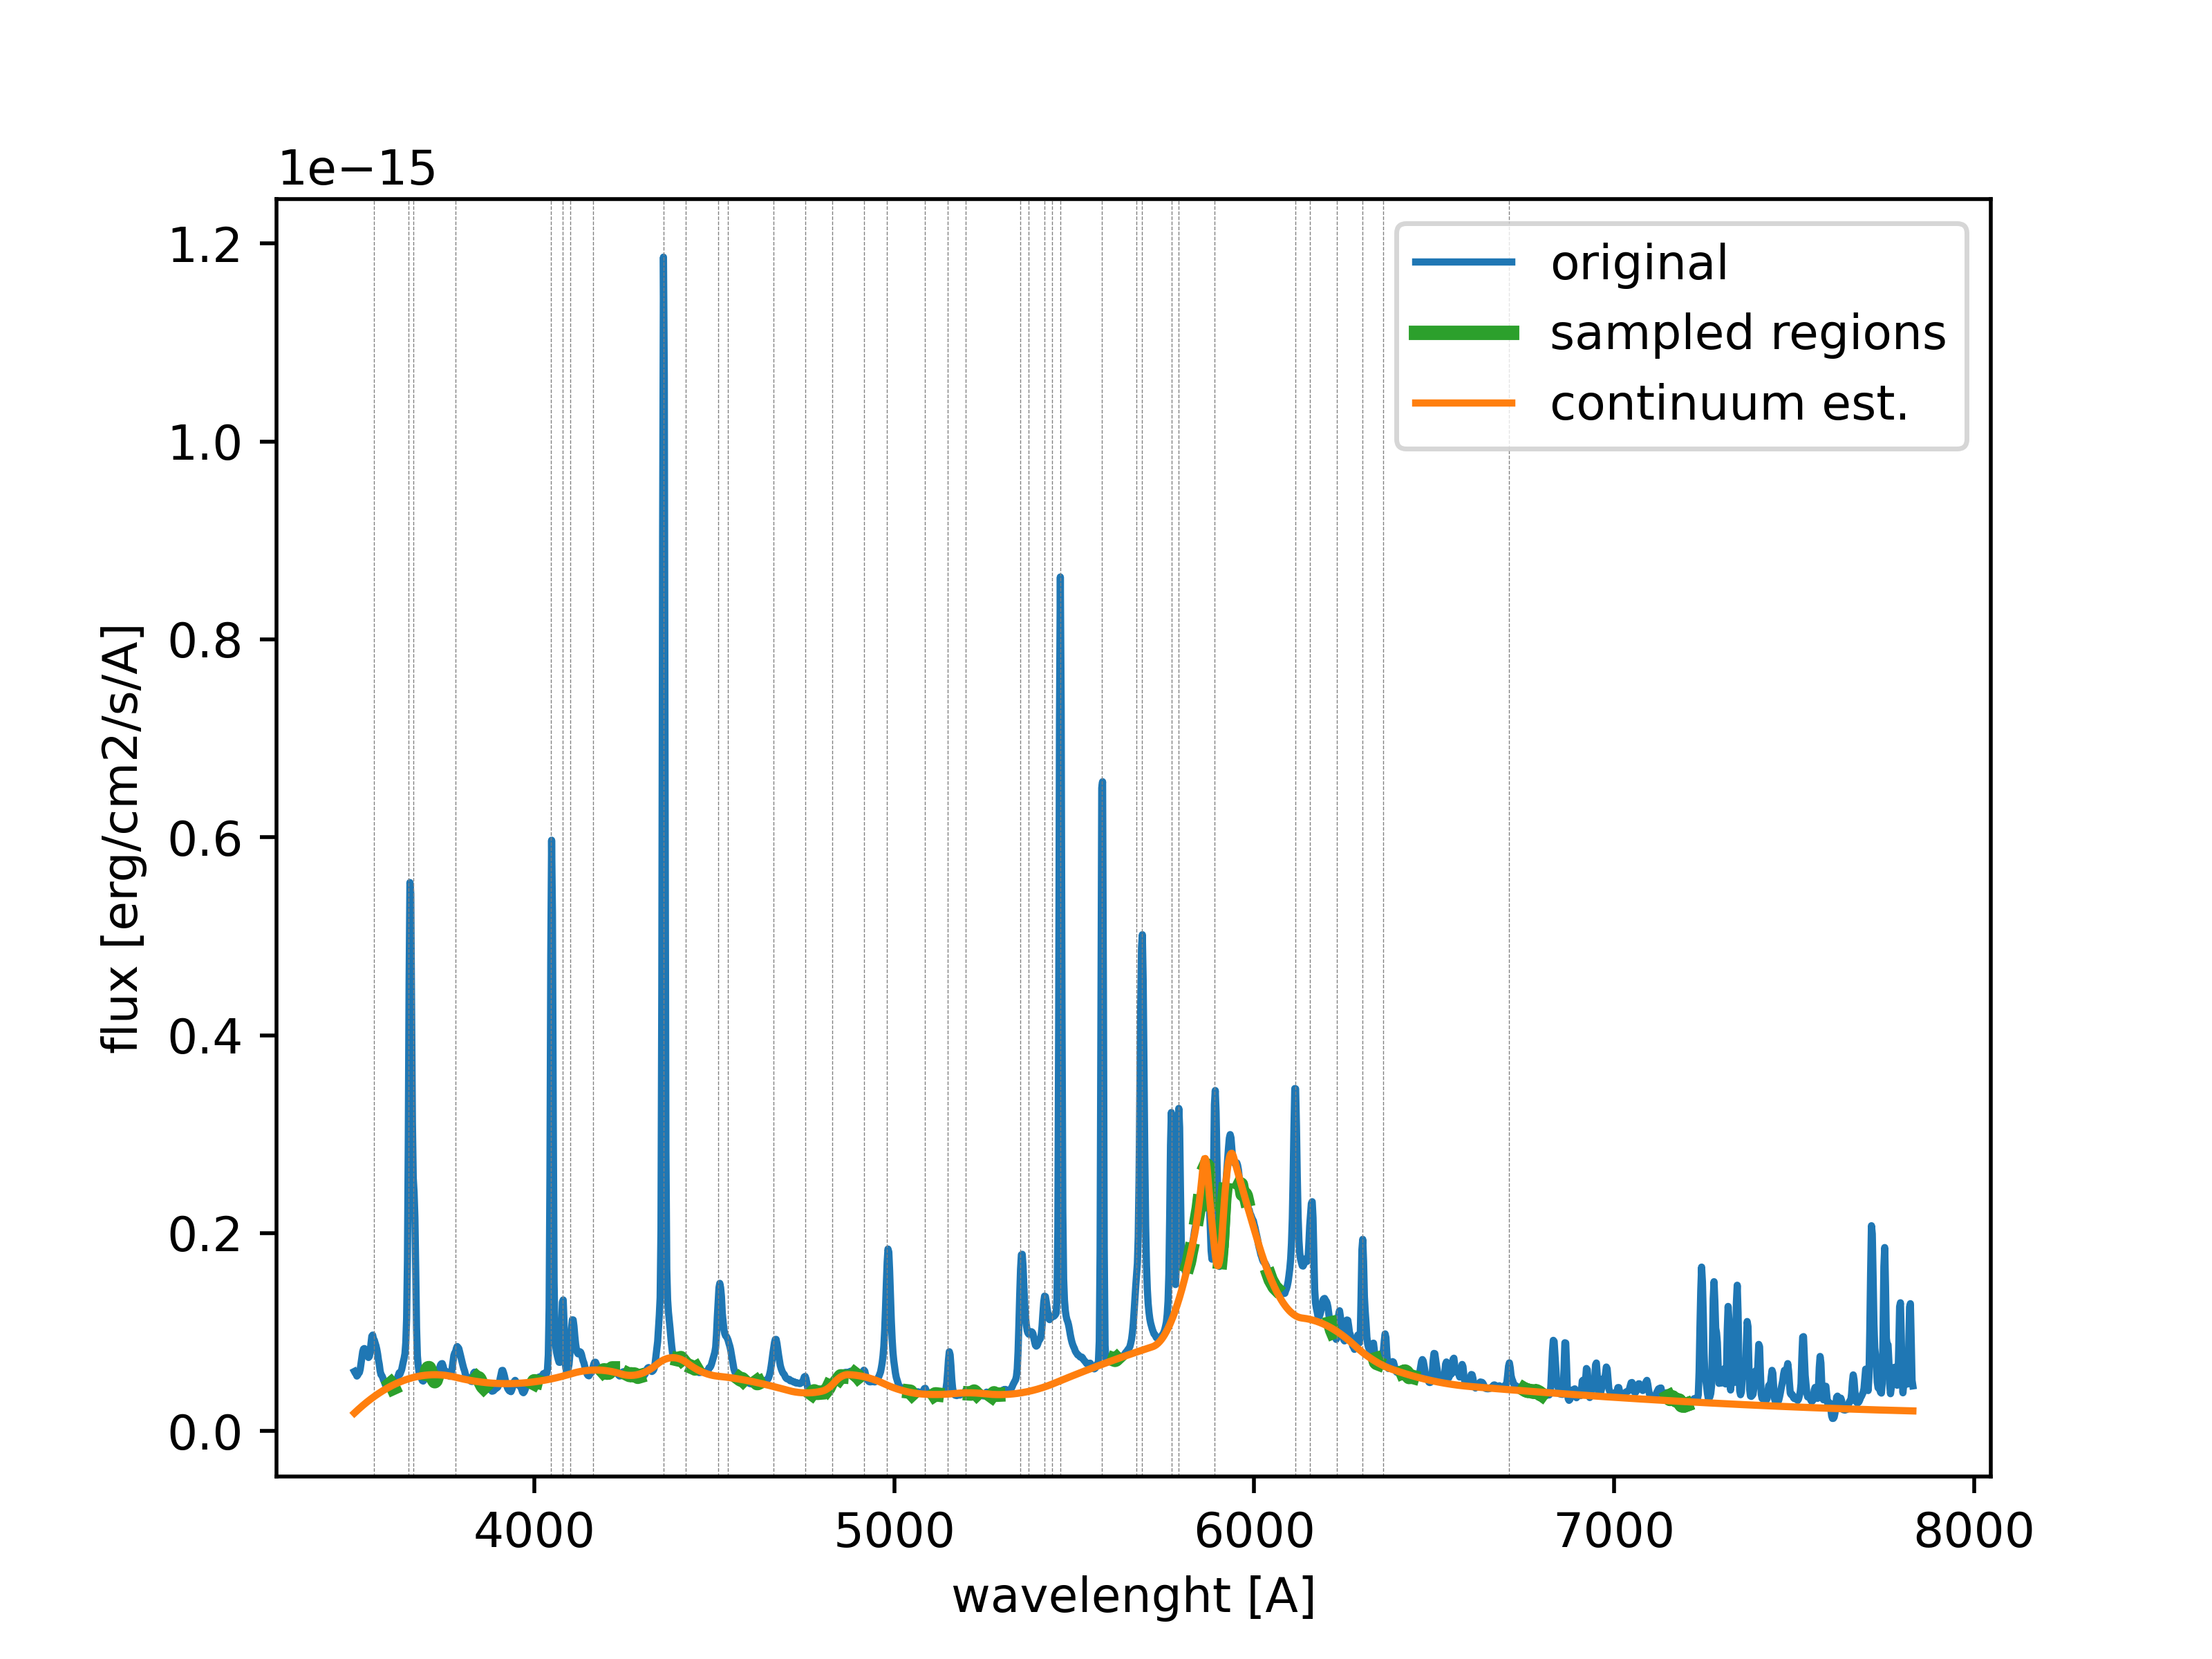 1e−15
1.2
1.0
0.8
0.6
0.4
0.2
0.0
flux [erg/cm2/s/A]
original
sampled regions
continuum est.
4000 5000 6000 7000 8000
wavelenght [A]